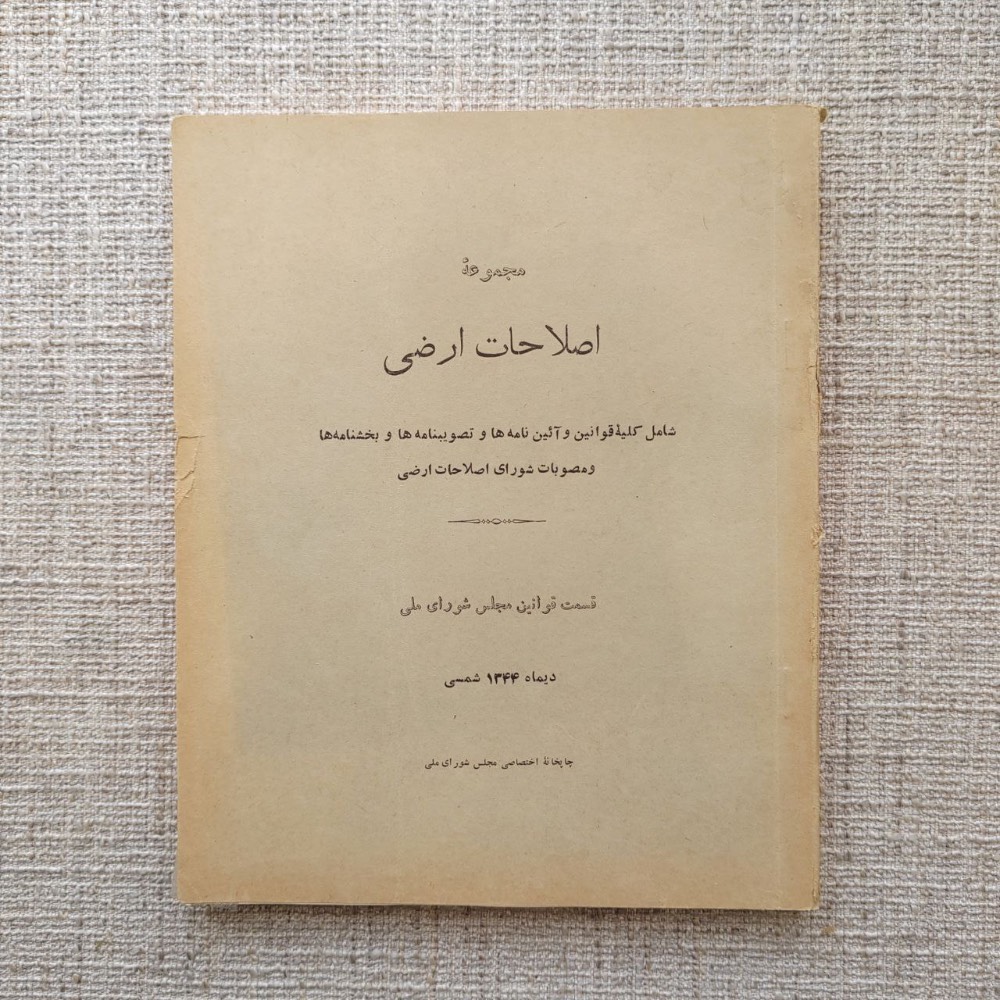 مجموعهٔ
اصلاحات ارضی
شامل کلیهٔ قوانین و آئین نامه ها و تصویبنامه ها و بخشنامه‌ها
و مصوبات شورای اصلاحات ارضی
قسمت قوانین مجلس شورای ملی
دیماه ۱۳۴۴ شمسی
چاپخانهٔ اختصاصی مجلس شورای ملی